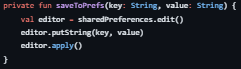 private fun saveToPrefs(key: String, value: String) {
    val editor = sharedPreferences.edit()
    editor.putString(key, value)
    editor.apply()
}